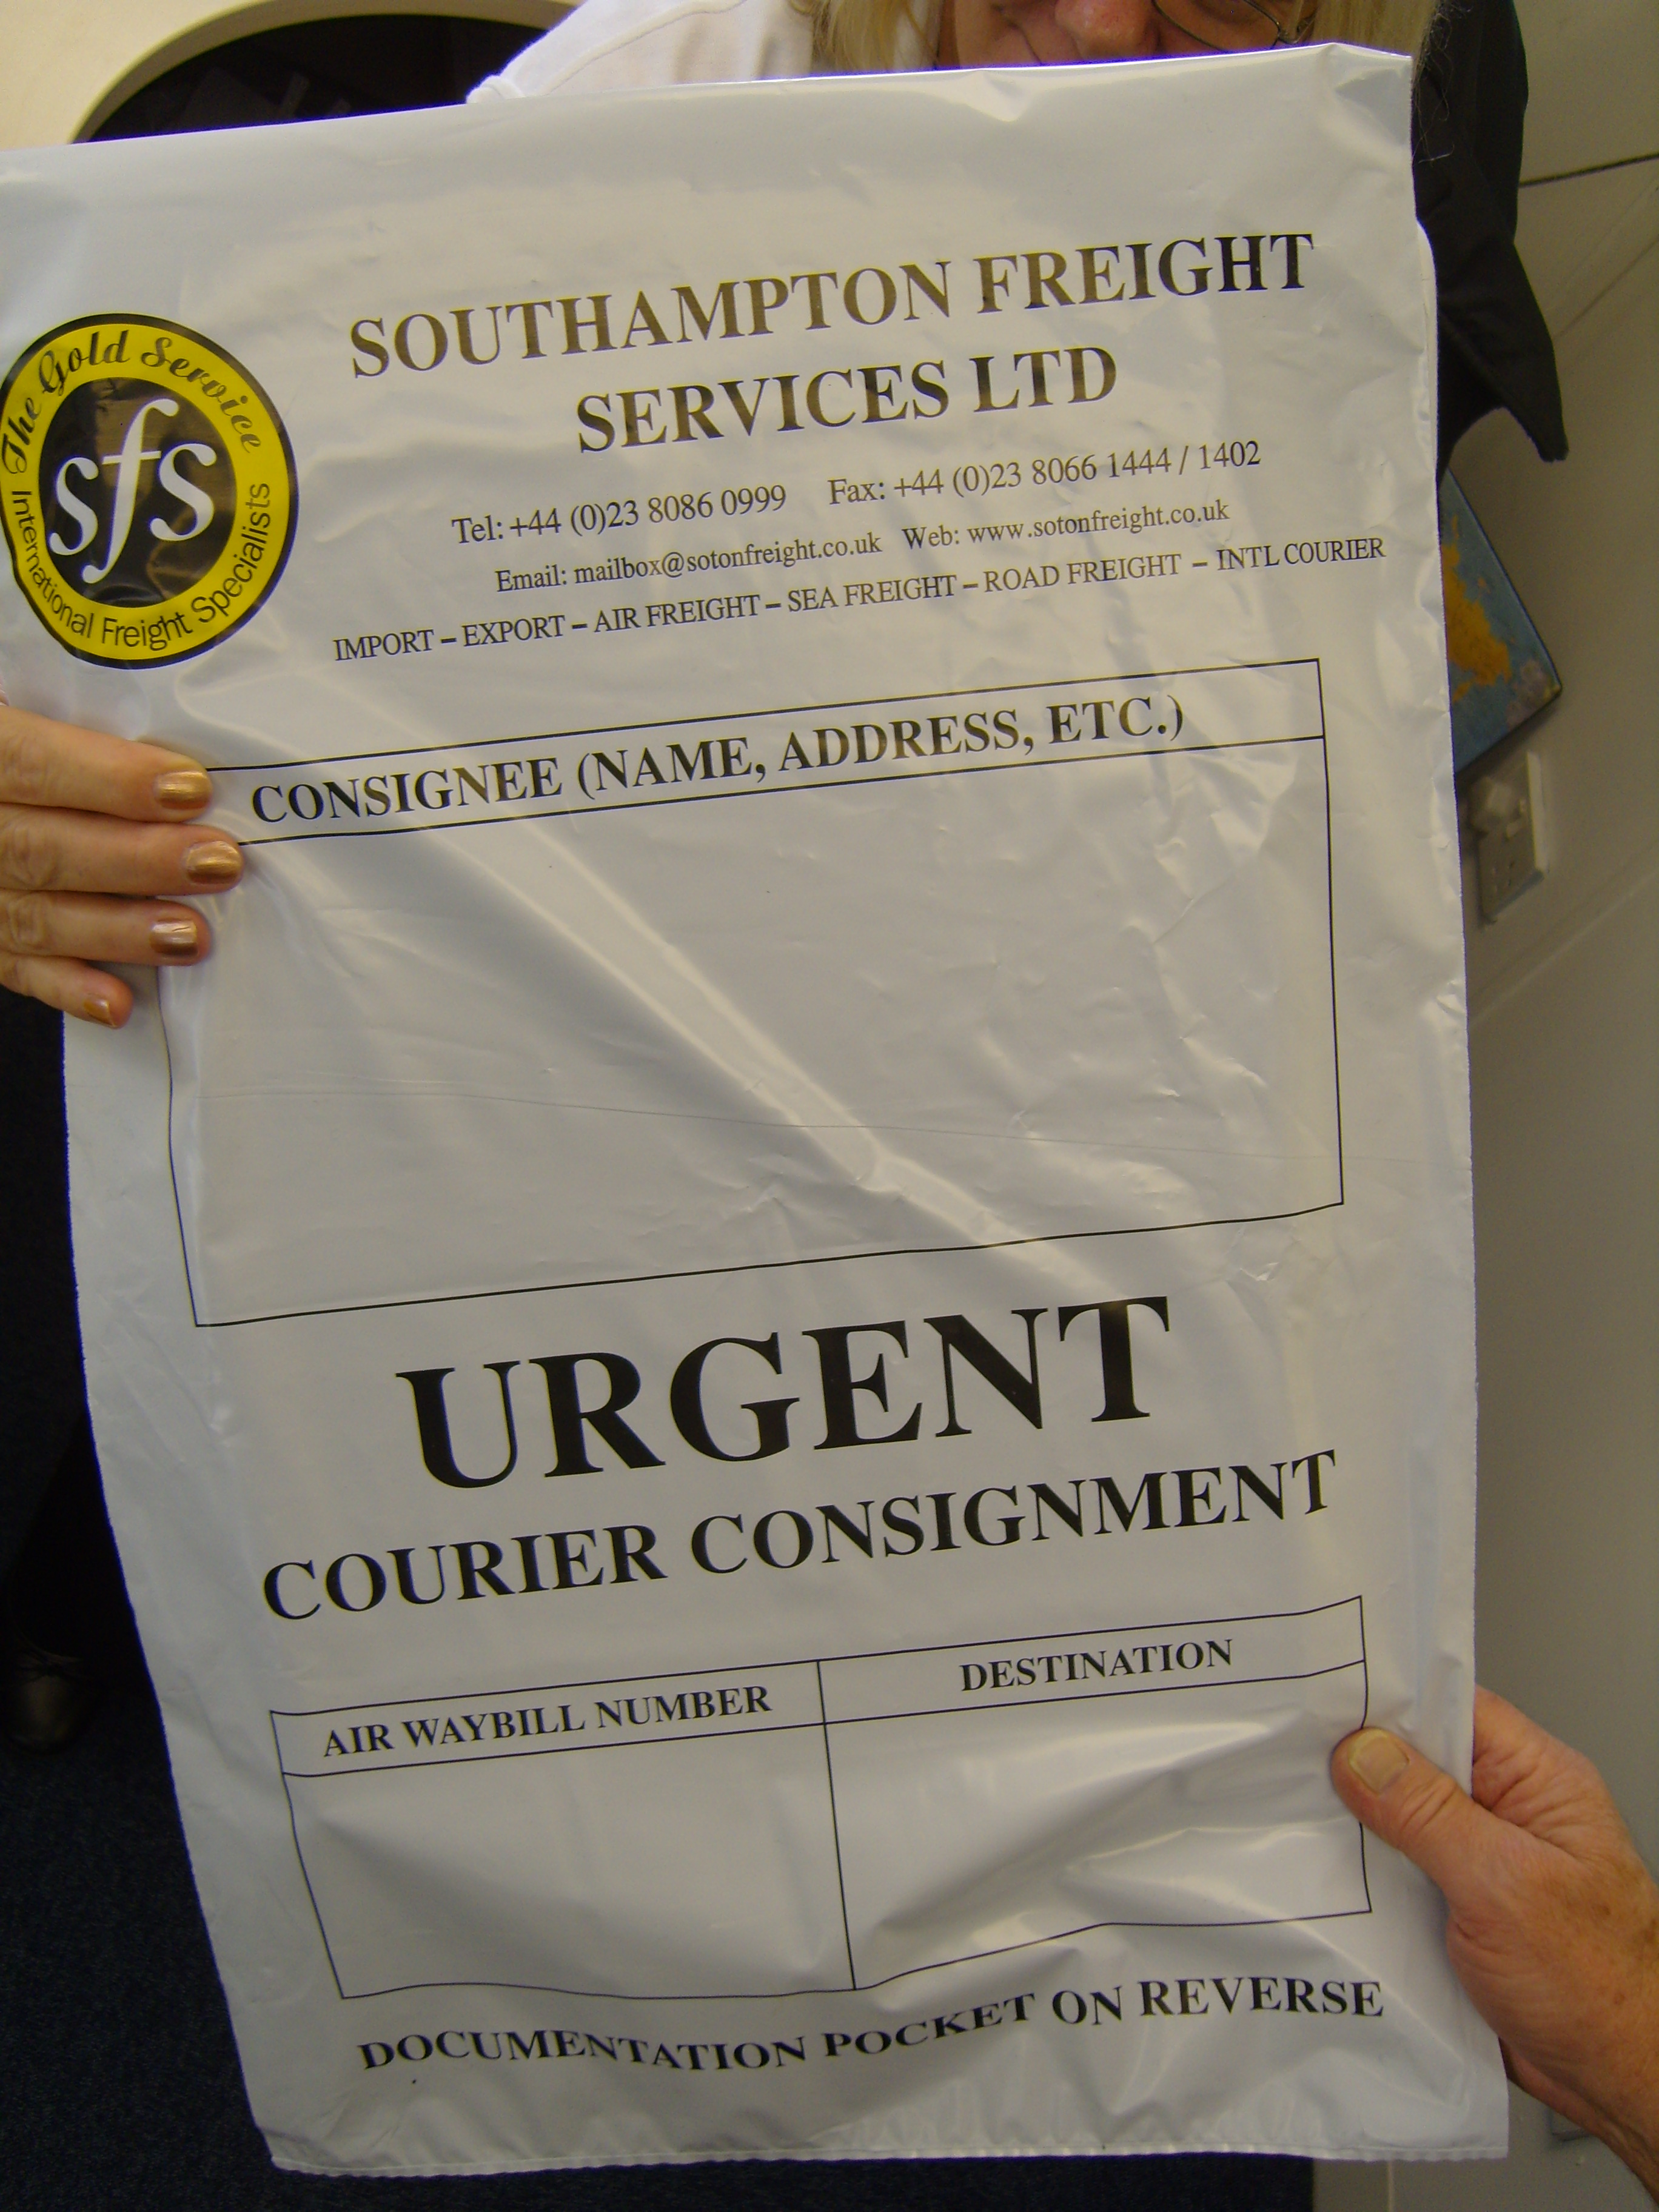 The Gold Service
sfs
International Freight Specialists
SOUTHAMPTON FREIGHT
SERVICES LTD
Tel: +44 (0)23 8086 0999 Fax: +44 (0)23 8066 1444 / 1402
Email: mailbox@sotonfreight.co.uk Web: www.sotonfreight.co.uk
IMPORT – EXPORT – AIR FREIGHT – SEA FREIGHT – ROAD FREIGHT – INTL COURIER
CONSIGNEE (NAME, ADDRESS, ETC.)
URGENT
COURIER CONSIGNMENT
AIR WAYBILL NUMBER
DESTINATION
DOCUMENTATION POCKET ON REVERSE